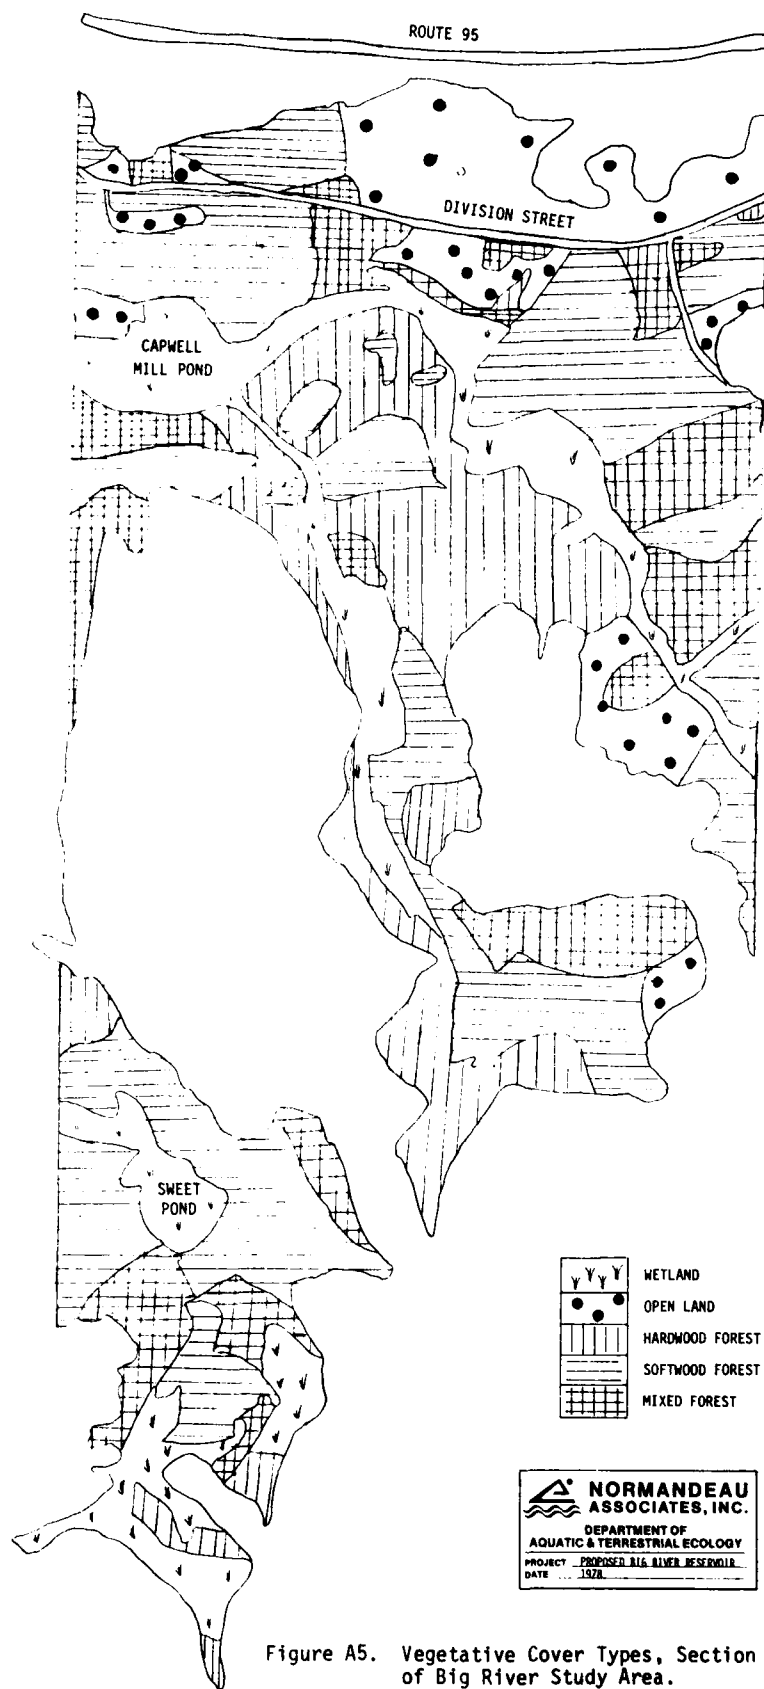 ROUTE 95
DIVISION STREET
CAPWELL
MILL POND
SWEET
POND
WETLAND
OPEN LAND
HARDWOOD FOREST
SOFTWOOD FOREST
MIXED FOREST
NORMANDEAU
ASSOCIATES, INC.
DEPARTMENT OF
AQUATIC & TERRESTRIAL ECOLOGY
PROJECT PROPOSED BIG RIVER RESERVOIR
DATE 1978
Figure A5. Vegetative Cover Types, Section
of Big River Study Area.